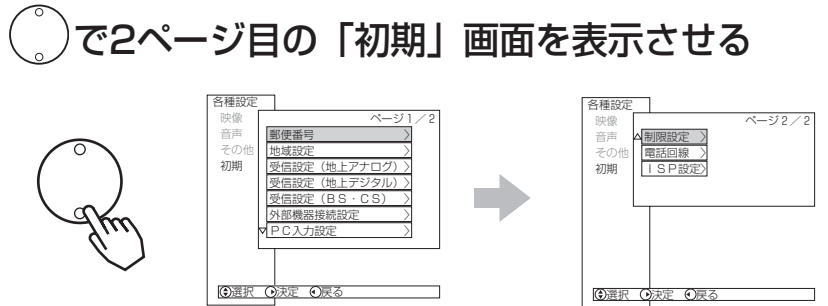 で2ページ目の「初期」画面を表示させる
各種設定
映像
音声
その他
初期
ページ1／2
郵便番号
地域設定
受信設定（地上アナログ）
受信設定（地上デジタル）
受信設定（BS・CS）
外部機器接続設定
PC入力設定
選択 決定 戻る
各種設定
映像
音声
その他
初期
ページ2／2
制限設定
電話回線
ISP設定
選択 決定 戻る